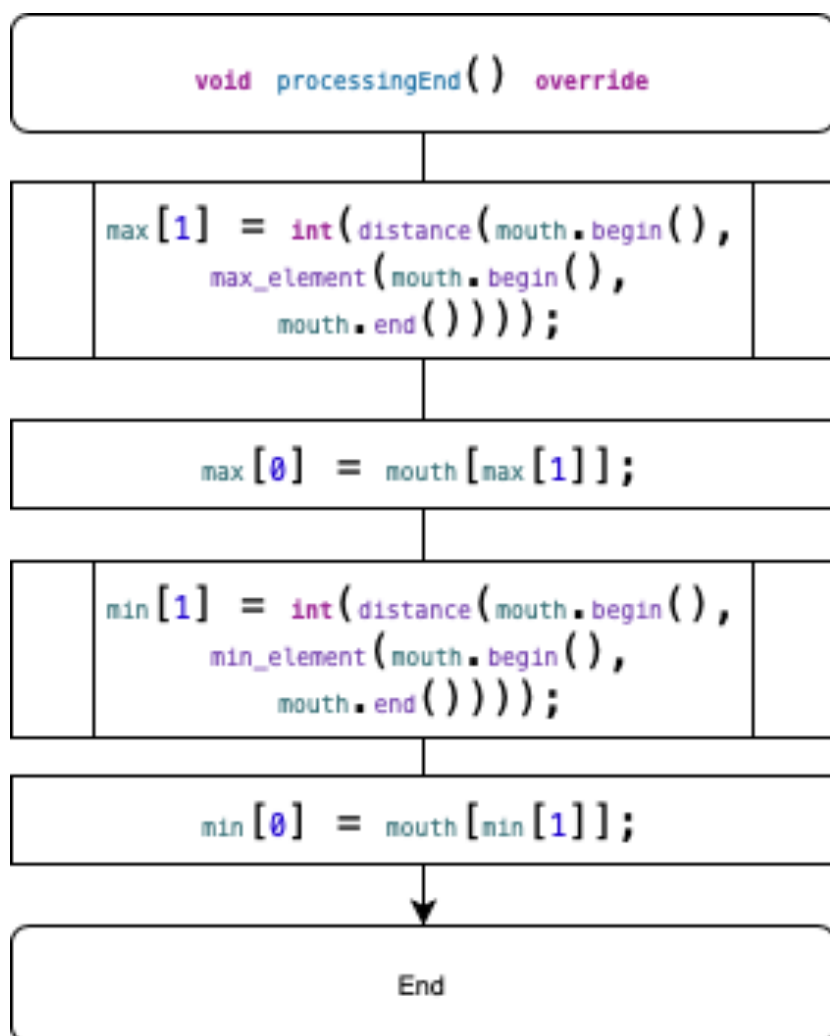 void processingEnd() override
max[1] = int(distance(mouth.begin(),
max_element(mouth.begin(),
mouth.end())));
max[0] = mouth[max[1]];
min[1] = int(distance(mouth.begin(),
min_element(mouth.begin(),
mouth.end())));
min[0] = mouth[min[1]];
End